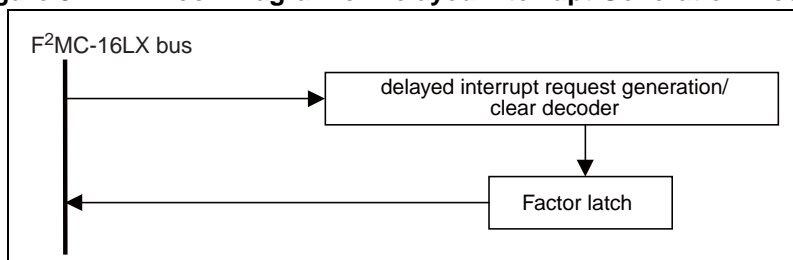 F²MC-16LX bus
delayed interrupt request generation/
clear decoder
Factor latch